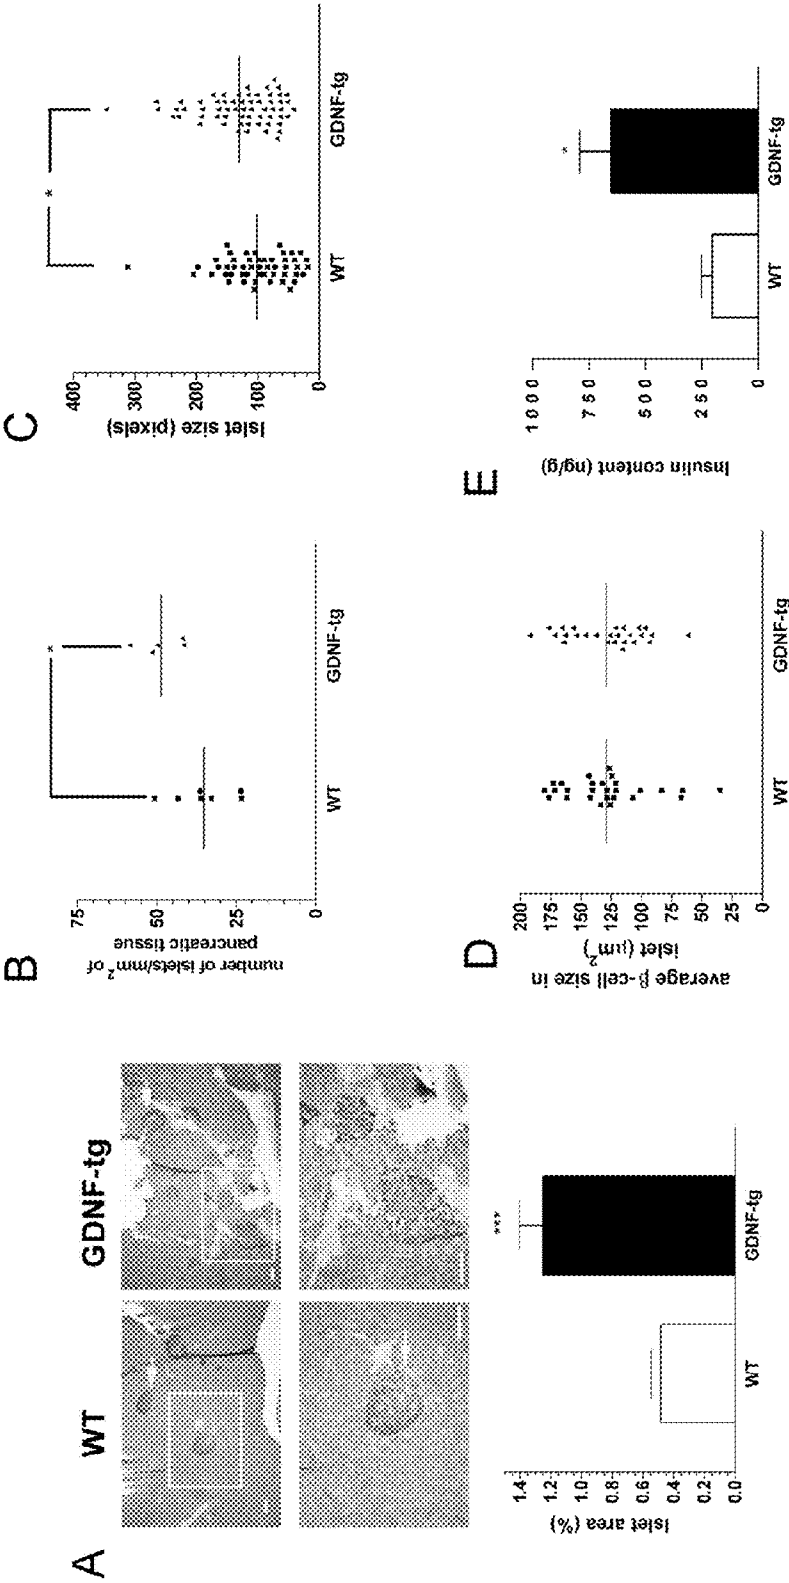 A
WT
GDNF-tg
Islet area (%)
1.4
1.2
1.0
0.8
0.6
0.4
0.2
0.0
***
WT
GDNF-tg
B
number of islets/mm² of
pancreatic tissue
75
50
25
0
*
WT
GDNF-tg
C
Islet size (pixels)
400
300
200
100
0
*
WT
GDNF-tg
D
average β-cell size in
islet (µm²)
200
175
150
125
100
75
50
25
0
WT
GDNF-tg
E
Insulin content (ng/g)
1000
750
500
250
0
*
WT
GDNF-tg